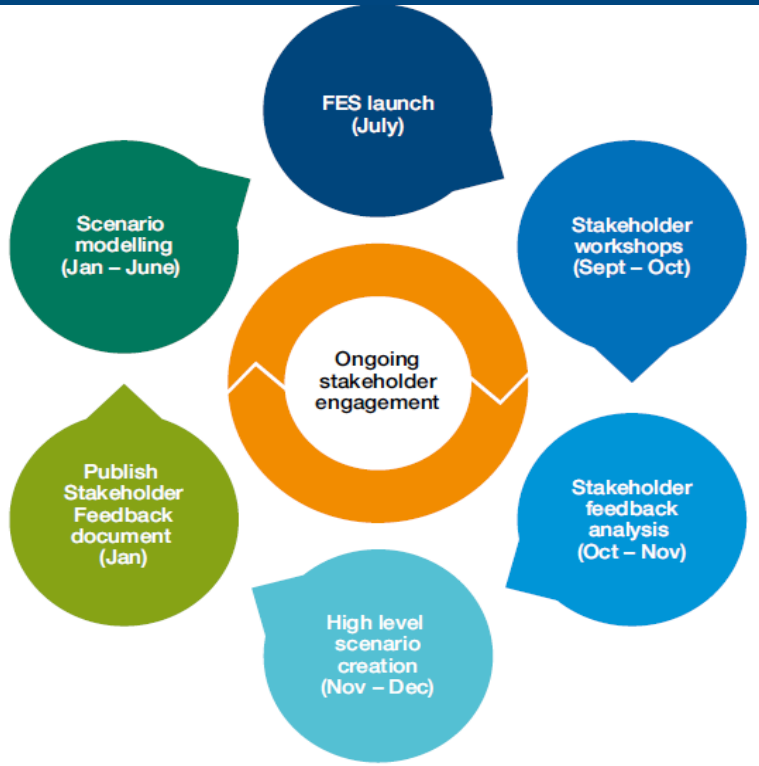 FES launch
(July)
Stakeholder
workshops
(Sept – Oct)
Stakeholder
feedback
analysis
(Oct – Nov)
High level
scenario
creation
(Nov – Dec)
Publish
Stakeholder
Feedback
document
(Jan)
Scenario
modelling
(Jan – June)
Ongoing
stakeholder
engagement